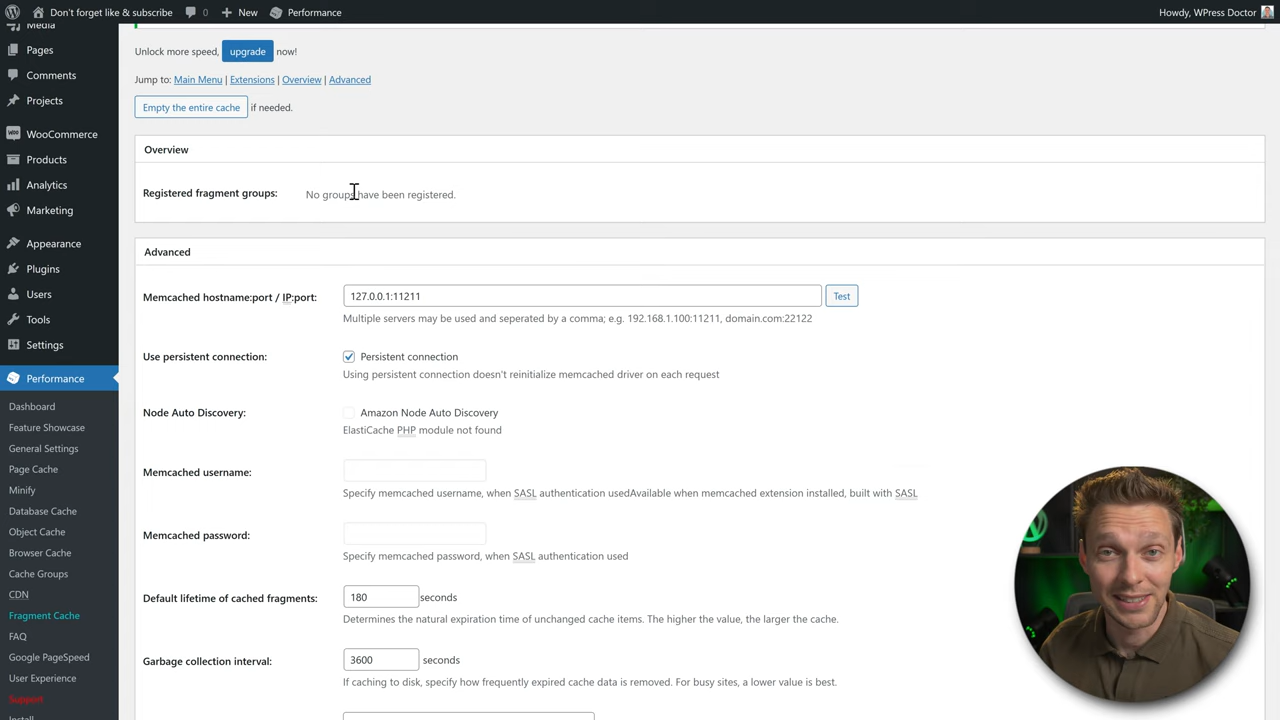 Don't forget like & subscribe 0 New Performance Howdy, WPress Doctor
Media
Pages
Comments
Projects
WooCommerce
Products
Analytics
Marketing
Appearance
Plugins
Users
Tools
Settings
Performance
Dashboard
Feature Showcase
General Settings
Page Cache
Minify
Database Cache
Object Cache
Browser Cache
Cache Groups
CDN
Fragment Cache
FAQ
Google PageSpeed
User Experience
Support
Install
Unlock more speed, upgrade now!
Jump to: Main Menu | Extensions | Overview | Advanced
Empty the entire cache if needed.
Overview
Registered fragment groups: No groups have been registered.
Advanced
Memcached hostname:port / IP:port: 127.0.0.1:11211 Test
Multiple servers may be used and seperated by a comma; e.g. 192.168.1.100:11211, domain.com:22122
Use persistent connection: Persistent connection
Using persistent connection doesn't reinitialize memcached driver on each request
Node Auto Discovery: Amazon Node Auto Discovery
ElastiCache PHP module not found
Memcached username:
Specify memcached username, when SASL authentication usedAvailable when memcached extension installed, built with SASL
Memcached password:
Specify memcached password, when SASL authentication used
Default lifetime of cached fragments: 180 seconds
Determines the natural expiration time of unchanged cache items. The higher the value, the larger the cache.
Garbage collection interval: 3600 seconds
If caching to disk, specify how frequently expired cache data is removed. For busy sites, a lower value is best.